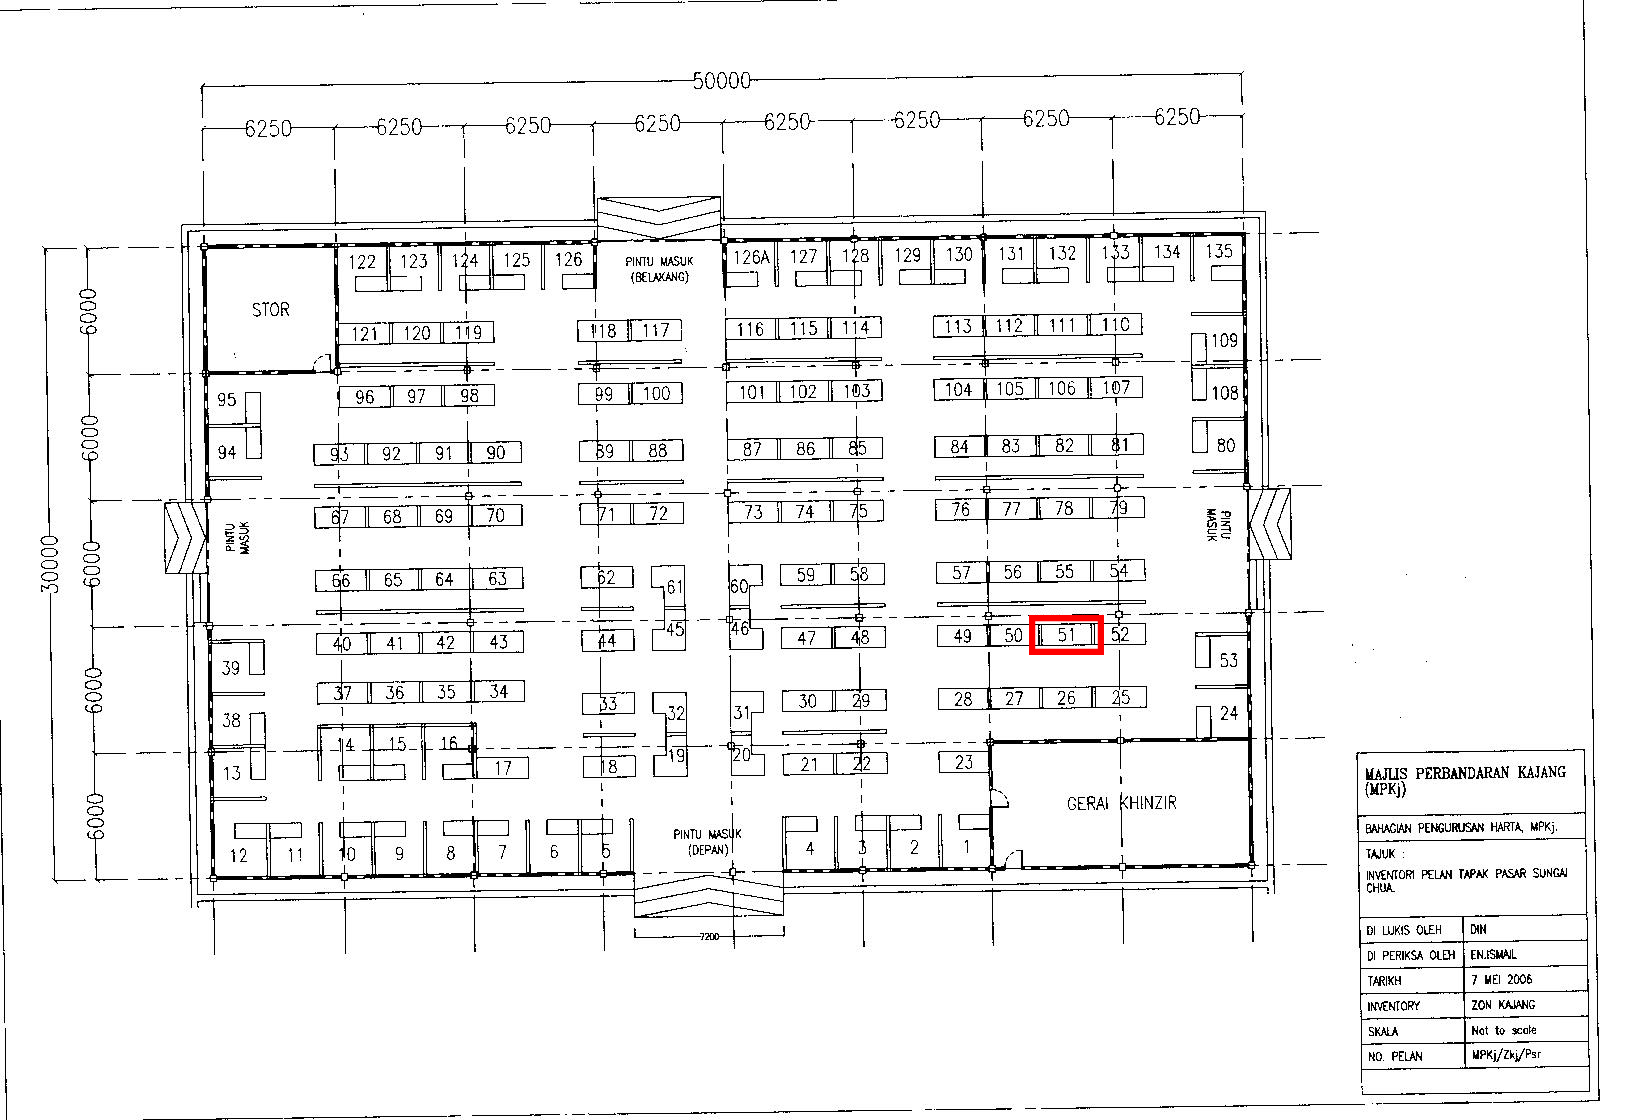 50000
6250 6250 6250 6250 6250 6250 6250 6250
122 123 124 125 126 PINTU MASUK 126A 127 128 129 130 131 132 133 134 135
(BELAKANG)
6000 STOR
121 120 119 118 117 116 115 114 113 112 111 110
109
95 96 97 98 99 100 101 102 103 104 105 106 107 108
6000
94 93 92 91 90 89 88 87 86 85 84 83 82 81 80
67 68 69 70 71 72 73 74 75 76 77 78 79
PINTU MASUK PINTU MASUK
30000 6000
66 65 64 63 62 61 60 59 58 57 56 55 54
40 41 42 43 44 45 46 47 48 49 50 51 52
39 53
6000
37 36 35 34 33 32 31 30 29 28 27 26 25
38 24
14 15 16
13 17 18 19 20 21 22 23
6000 GERAI KHINZIR
PINTU MASUK
(DEPAN)
12 11 10 9 8 7 6 5 4 3 2 1
7200
MAJLIS PERBANDARAN KAJANG
(MPKj)
BAHAGIAN PENGURUSAN HARTA, MPKj.
TAJUK :
INVENTORI PELAN TAPAK PASAR SUNGAI
CHUA.
DI LUKIS OLEH DIN
DI PERIKSA OLEH EN.ISMAIL
TARIKH 7 MEI 2006
INVENTORY ZON KAJANG
SKALA Not to scale
NO. PELAN MPKj/Zkj/Psr